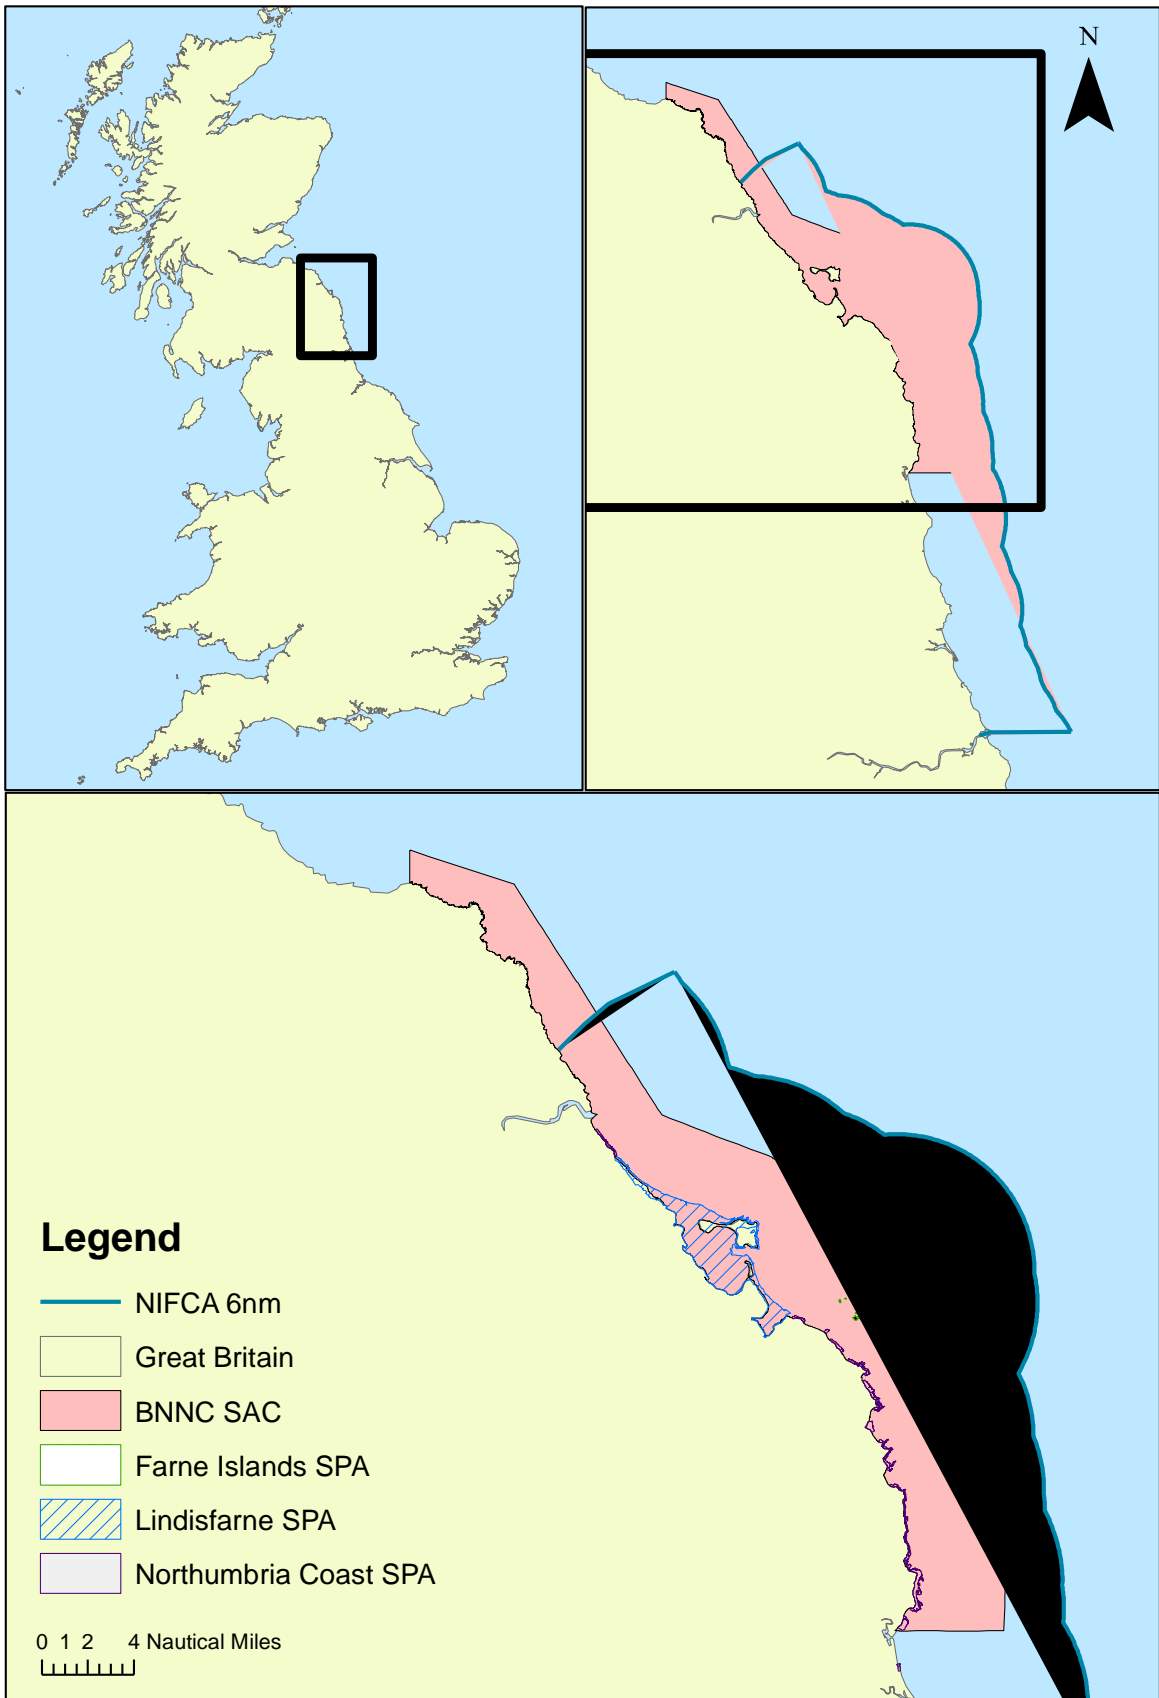 N
Legend
NIFCA 6nm
Great Britain
BNNC SAC
Farne Islands SPA
Lindisfarne SPA
Northumbria Coast SPA
0 1 2 4 Nautical Miles